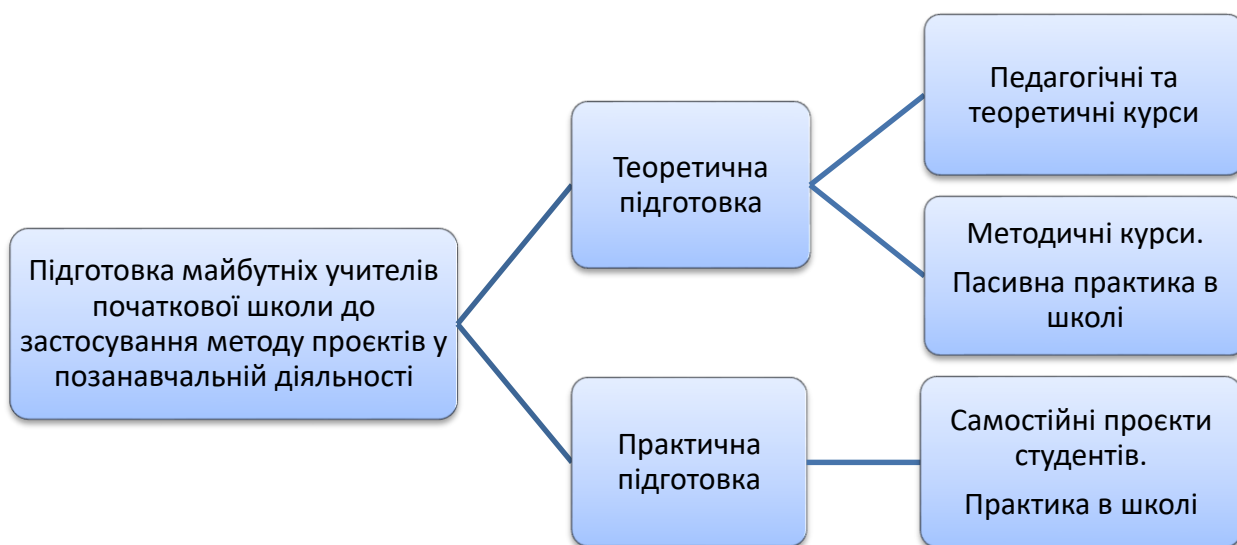 Підготовка майбутніх учителів
початкової школи до
застосування методу проєктів у
позанавчальній діяльності
Теоретична
підготовка
Педагогічні та
теоретичні курси
Методичні курси.
Пасивна практика в
школі
Практична
підготовка
Самостійні проєкти
студентів.
Практика в школі